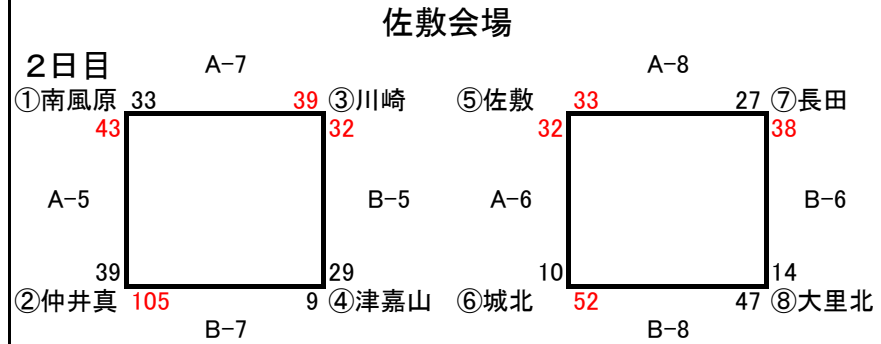 佐敷会場
2日目
A-7 A-8
①南風原 33 39 ③川崎 ⑤佐敷 33 27 ⑦長田
43 32 32 38
A-5 B-5 A-6 B-6
39 29 10 14
②仲井真 105 9 ④津嘉山 ⑥城北 52 47 ⑧大里北
B-7 B-8